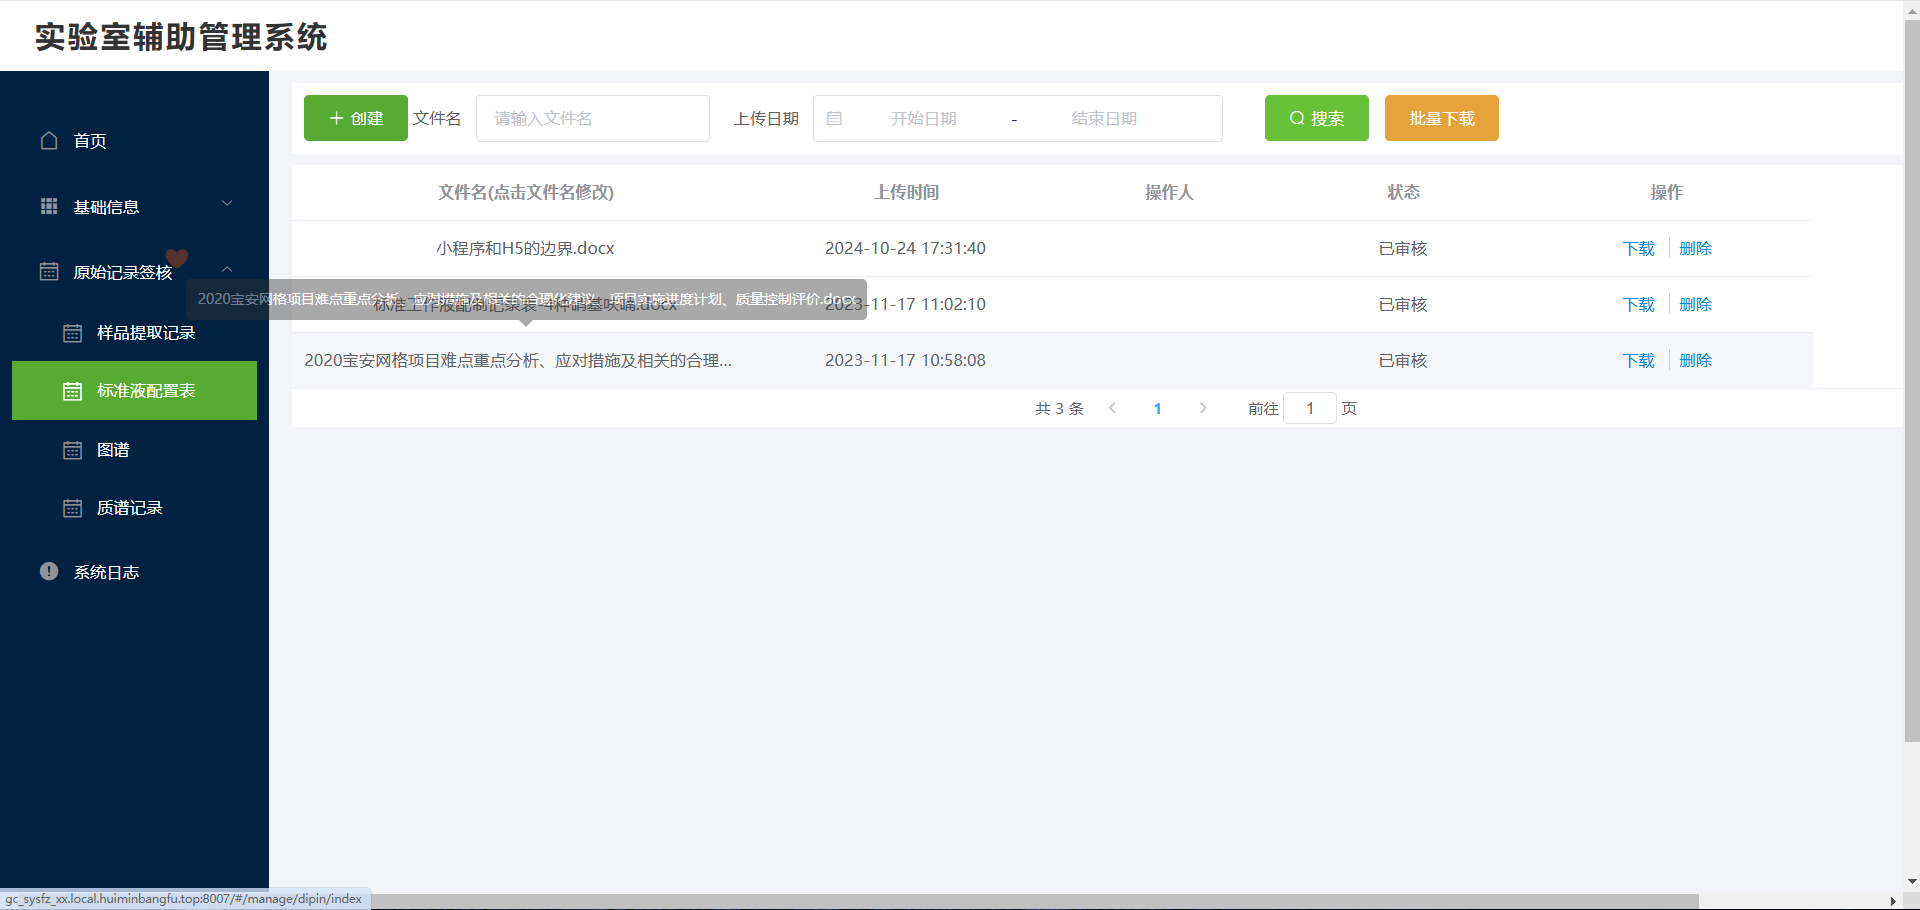 实验室辅助管理系统
首页
基础信息
原始记录签核
样品提取记录
标准液配置表
图谱
质谱记录
系统日志
创建 文件名 请输入文件名 上传日期 开始日期 - 结束日期 搜索 批量下载
文件名(点击文件名修改) 上传时间 操作人 状态 操作
小程序和H5的边界.docx 2024-10-24 17:31:40 已审核 下载 删除
2020宝安网格项目难点重点分析、应对措施及相关的合理化建议、项目实施进度计划、质量控制评价.docx
标准工作液配制记录表-4种硝基呋喃.docx 2023-11-17 11:02:10 已审核 下载 删除
2020宝安网格项目难点重点分析、应对措施及相关的合理... 2023-11-17 10:58:08 已审核 下载 删除
共 3 条 1 前往 1 页
gc_sysfz_xx.local.huiminbangfu.top:8007/#/manage/dipin/index